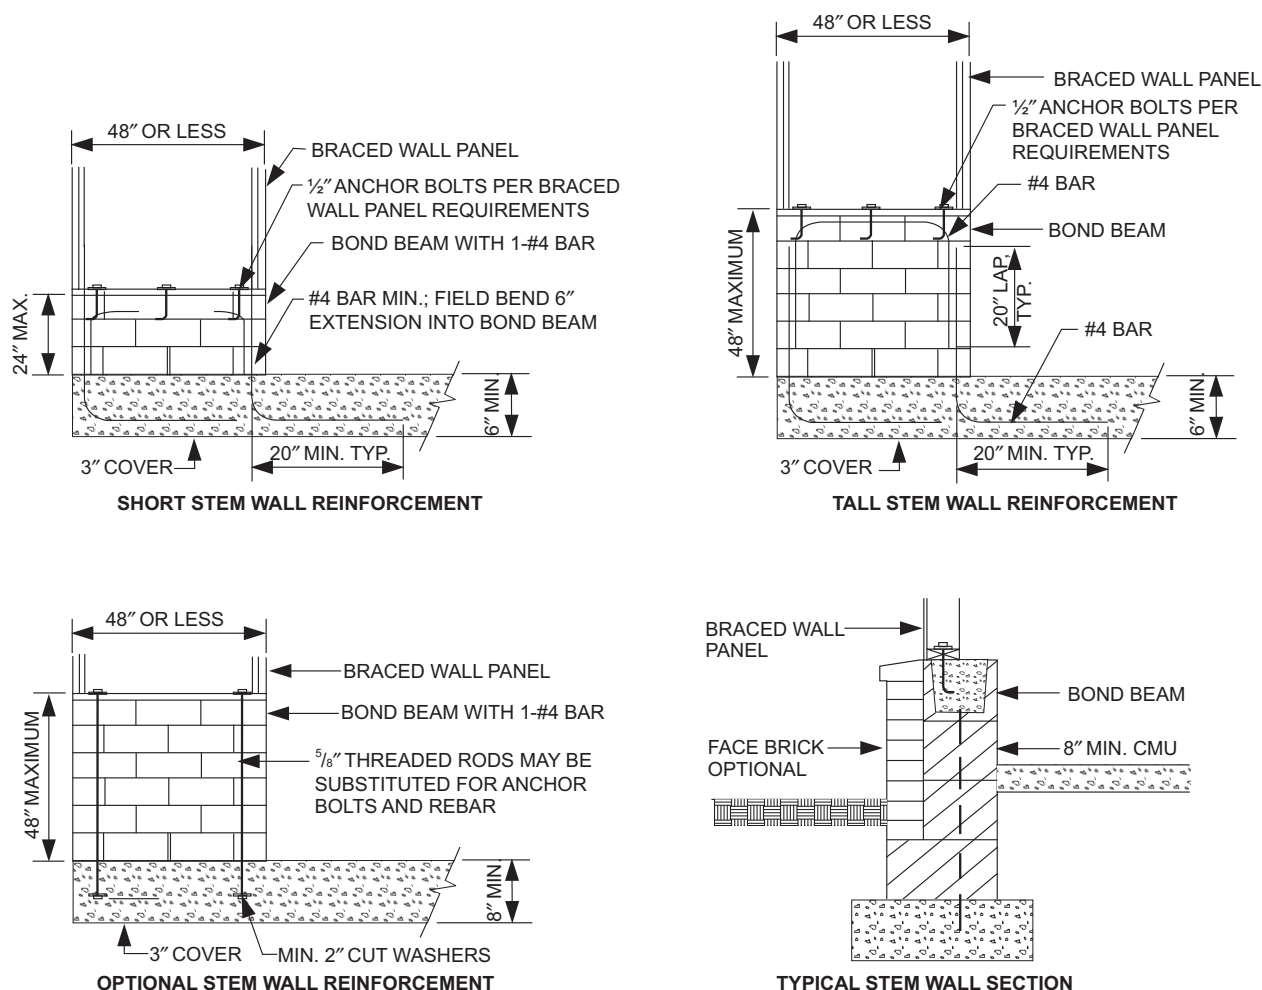 48″ OR LESS
BRACED WALL PANEL
½″ ANCHOR BOLTS PER BRACED
WALL PANEL REQUIREMENTS
BOND BEAM WITH 1-#4 BAR
#4 BAR MIN.; FIELD BEND 6″
EXTENSION INTO BOND BEAM
24″ MAX.
6″ MIN.
3″ COVER
20″ MIN. TYP.
SHORT STEM WALL REINFORCEMENT
48″ OR LESS
BRACED WALL PANEL
½″ ANCHOR BOLTS PER
BRACED WALL PANEL
REQUIREMENTS
#4 BAR
BOND BEAM
48″ MAXIMUM
20″ LAP,
TYP.
#4 BAR
6″ MIN.
3″ COVER
20″ MIN. TYP.
TALL STEM WALL REINFORCEMENT
48″ OR LESS
BRACED WALL PANEL
BOND BEAM WITH 1-#4 BAR
5/8″ THREADED RODS MAY BE
SUBSTITUTED FOR ANCHOR
BOLTS AND REBAR
48″ MAXIMUM
8″ MIN.
3″ COVER
MIN. 2″ CUT WASHERS
OPTIONAL STEM WALL REINFORCEMENT
BRACED WALL
PANEL
BOND BEAM
FACE BRICK
OPTIONAL
8″ MIN. CMU
TYPICAL STEM WALL SECTION